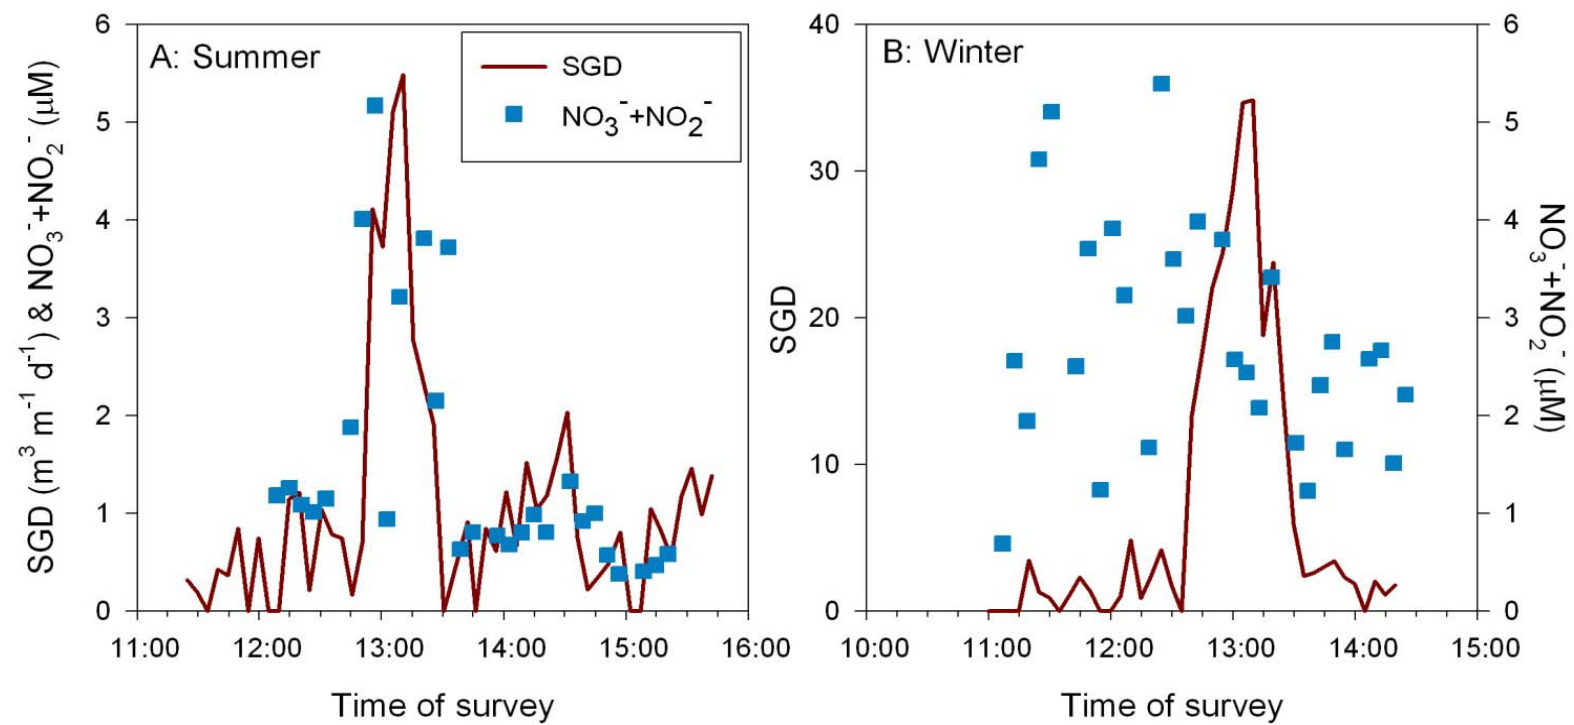 A: Summer
SGD
NO₃⁻+NO₂⁻
SGD (m³ m⁻¹ d⁻¹) & NO₃⁻+NO₂⁻ (μM)
6
5
4
3
2
1
0
11:00 12:00 13:00 14:00 15:00 16:00
Time of survey
B: Winter
SGD
40
30
20
10
0
6
5
4
3
2
1
0
NO₃⁻+NO₂⁻ (μM)
10:00 11:00 12:00 13:00 14:00 15:00
Time of survey